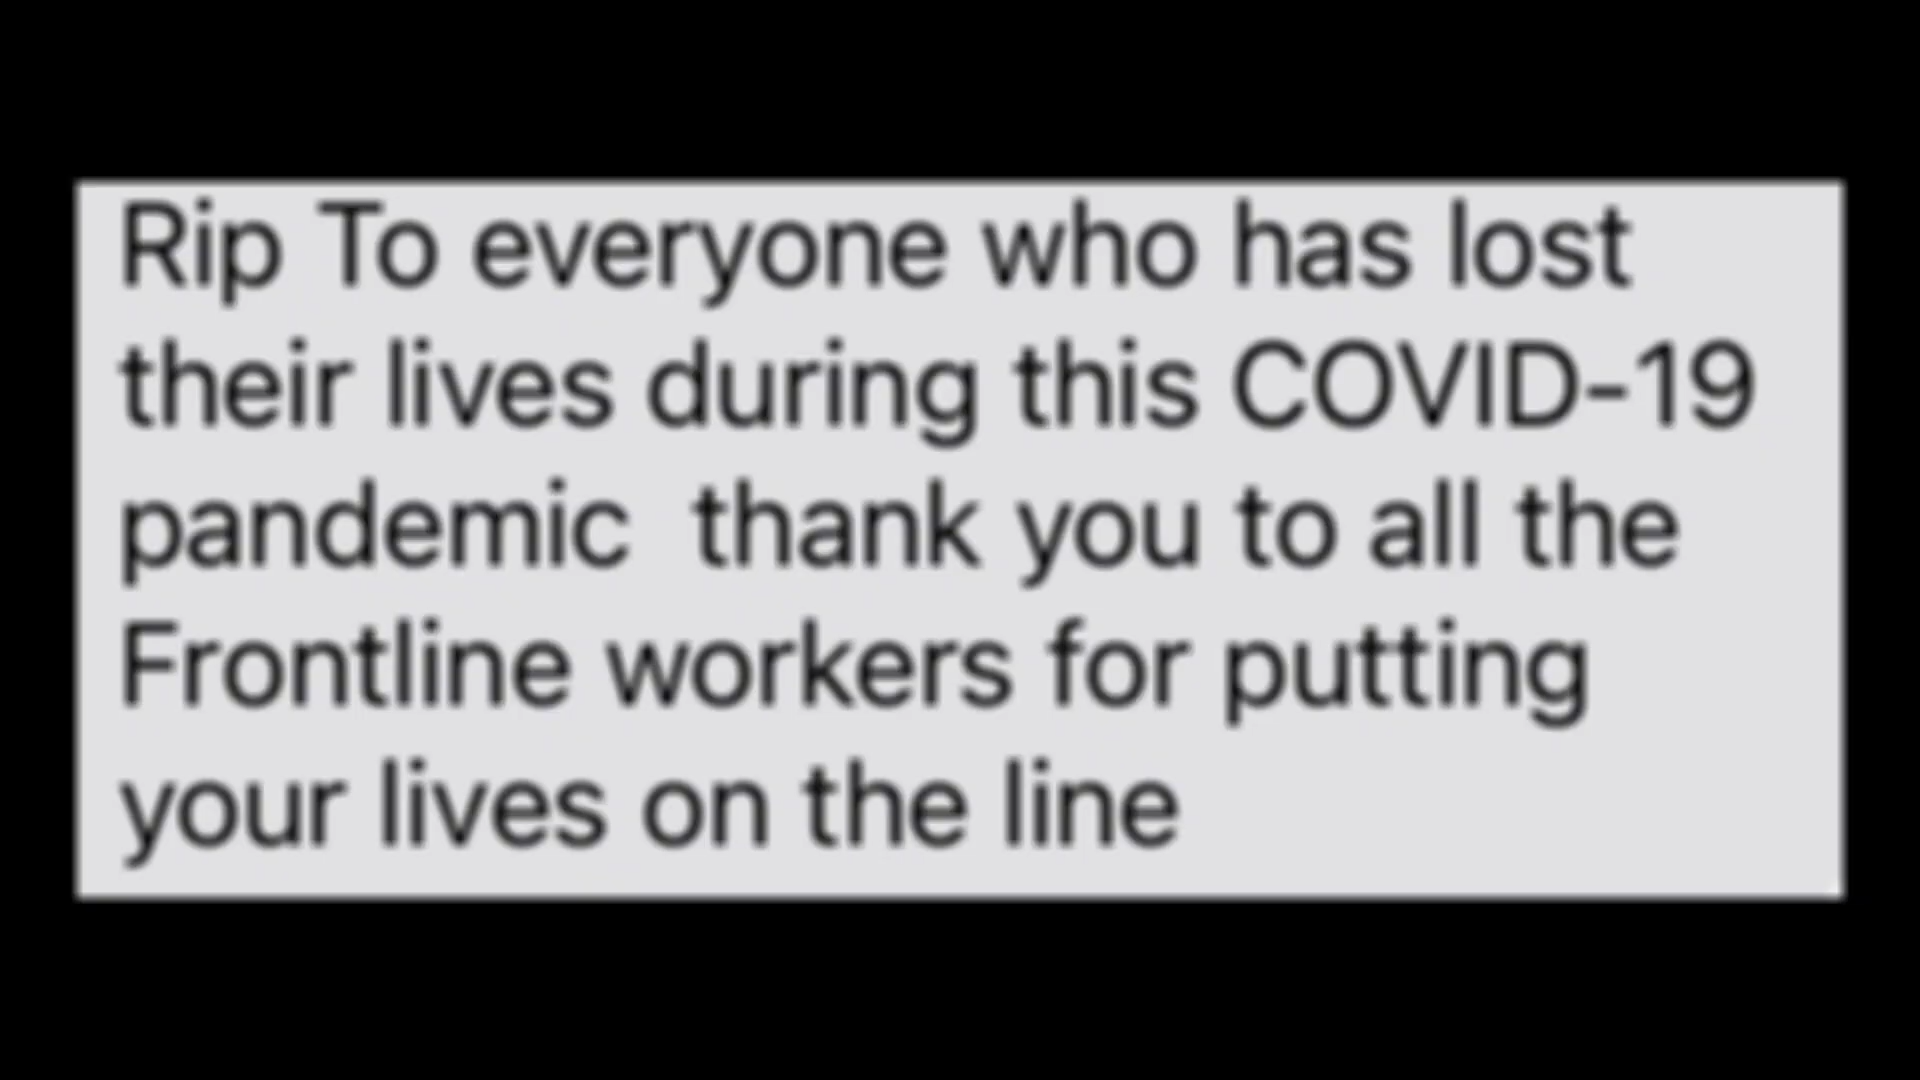 Rip To everyone who has lost
their lives during this COVID-19
pandemic  thank you to all the
Frontline workers for putting
your lives on the line